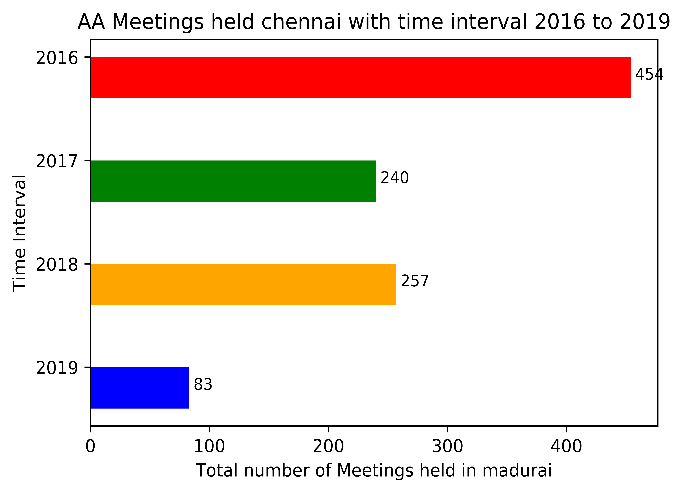 AA Meetings held chennai with time interval 2016 to 2019
2016
454
2017
240
2018
257
2019
83
Time Interval
0 100 200 300 400
Total number of Meetings held in madurai